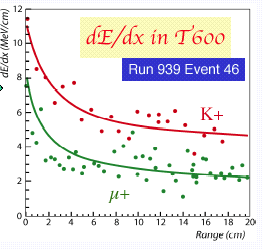 dE/dx in T600
Run 939 Event 46
dE/dx (MeV/cm)
12
10
8
6
4
2
0
K+
μ+
0 2 4 6 8 10 12 14 16 18 20
Range (cm)